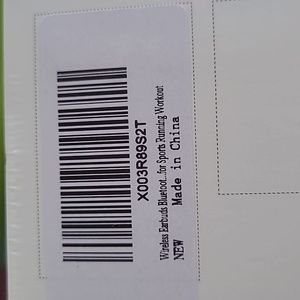 X003R89S2T
Wireless Earbuds Bluetoot...for Sports Running Workout
NEW
Made in China